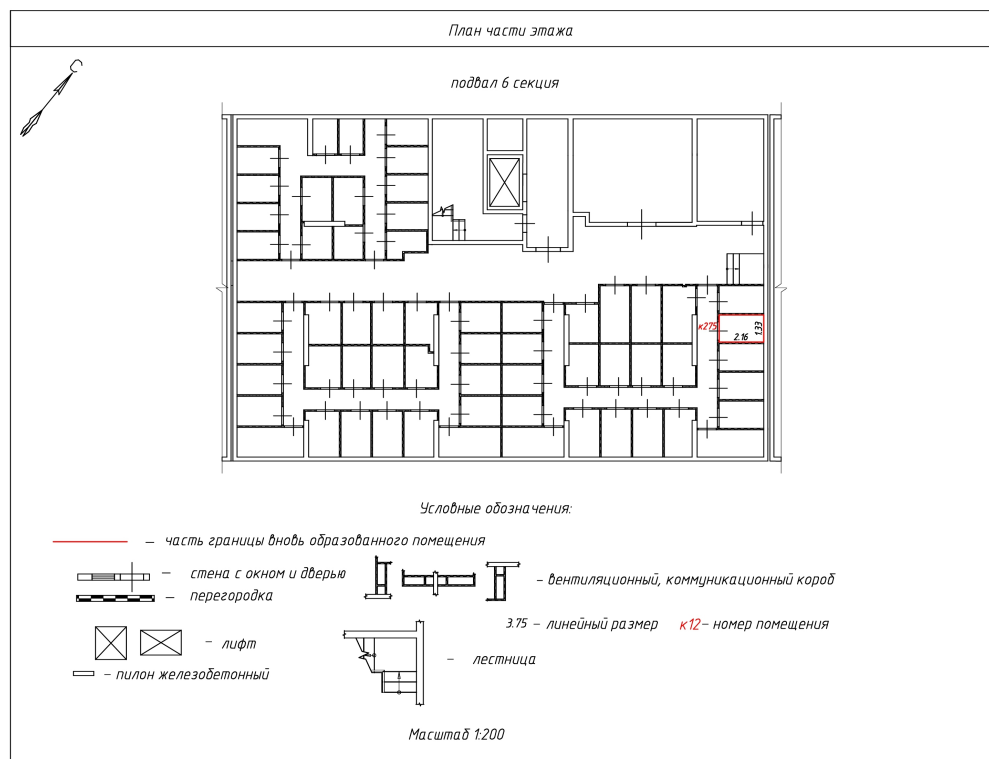 План части этажа
С
подвал 6 секция
к275
2.16
1.33
Условные обозначения:
— часть границы вновь образованного помещения
— стена с окном и дверью
— перегородка
– вентиляционный, коммуникационный короб
3.75 – линейный размер
к12 – номер помещения
– лифт
– лестница
– пилон железобетонный
Масштаб 1:200